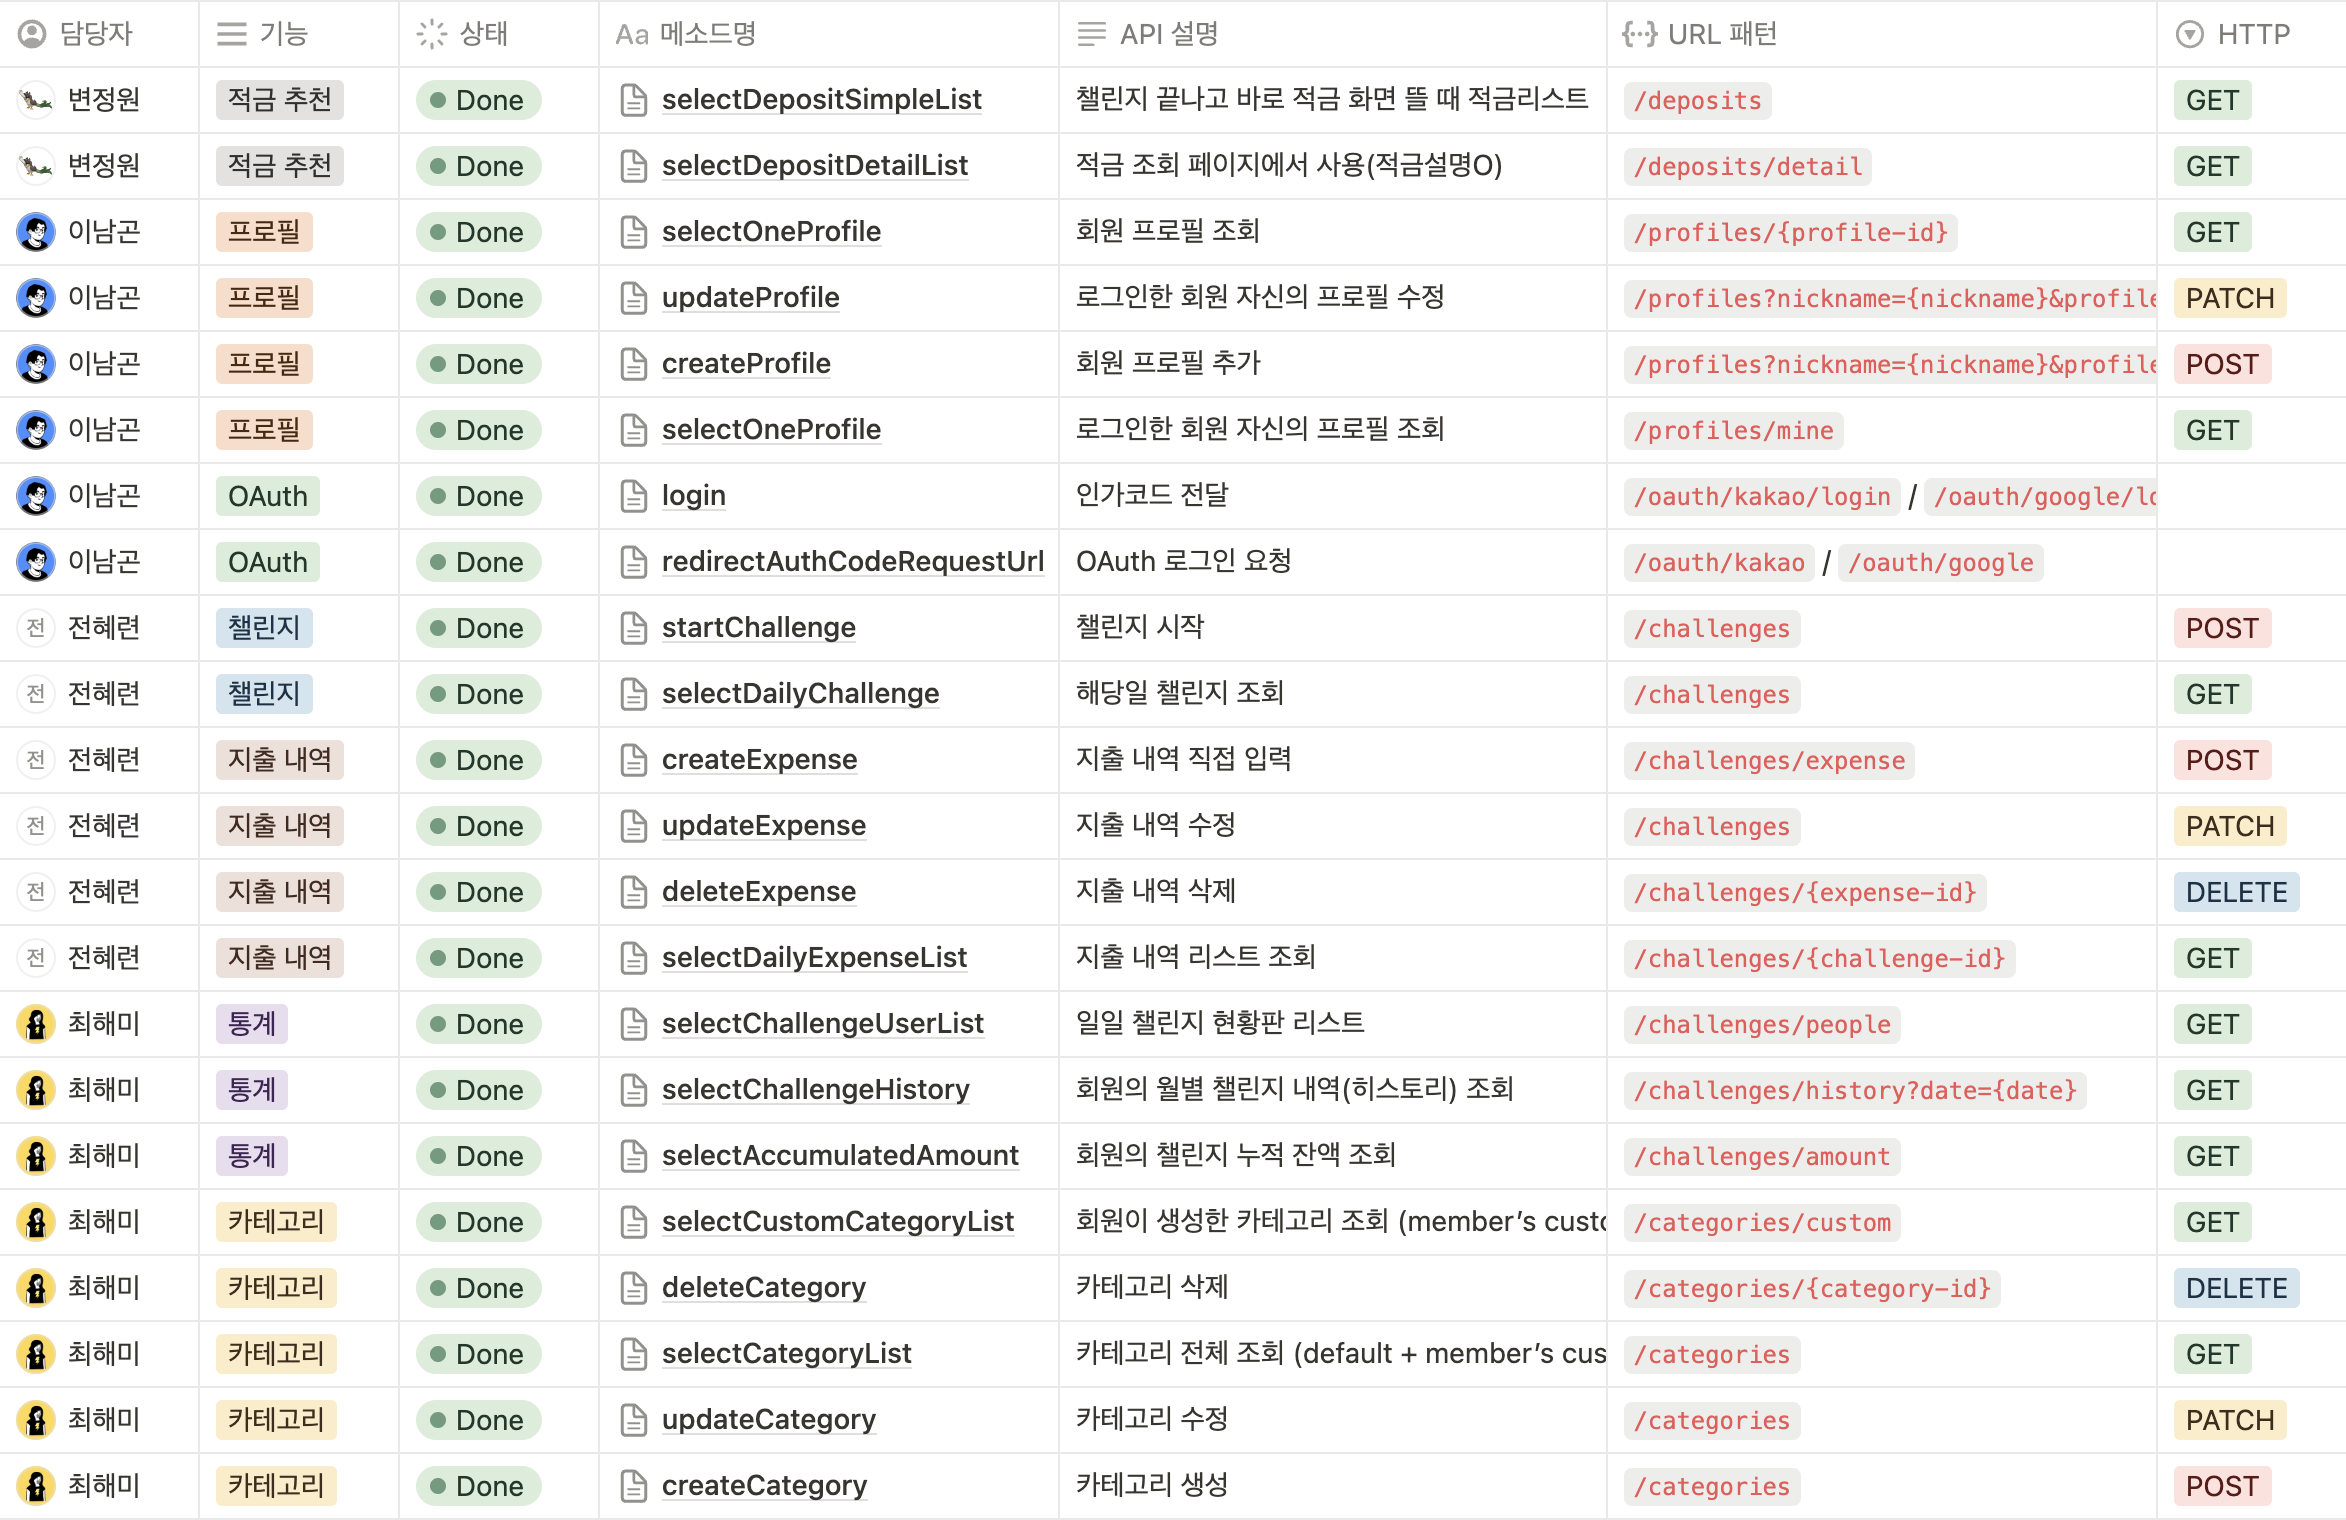 담당자 기능 상태 Aa 메소드명 API 설명 {···} URL 패턴 HTTP
변정원 적금 추천 Done selectDepositSimpleList 챌린지 끝나고 바로 적금 화면 뜰 때 적금리스트 /deposits GET
변정원 적금 추천 Done selectDepositDetailList 적금 조회 페이지에서 사용(적금설명O) /deposits/detail GET
이남곤 프로필 Done selectOneProfile 회원 프로필 조회 /profiles/{profile-id} GET
이남곤 프로필 Done updateProfile 로그인한 회원 자신의 프로필 수정 /profiles?nickname={nickname}&profile PATCH
이남곤 프로필 Done createProfile 회원 프로필 추가 /profiles?nickname={nickname}&profile POST
이남곤 프로필 Done selectOneProfile 로그인한 회원 자신의 프로필 조회 /profiles/mine GET
이남곤 OAuth Done login 인가코드 전달 /oauth/kakao/login / /oauth/google/lo
이남곤 OAuth Done redirectAuthCodeRequestUrl OAuth 로그인 요청 /oauth/kakao / /oauth/google
전 전혜련 챌린지 Done startChallenge 챌린지 시작 /challenges POST
전 전혜련 챌린지 Done selectDailyChallenge 해당일 챌린지 조회 /challenges GET
전 전혜련 지출 내역 Done createExpense 지출 내역 직접 입력 /challenges/expense POST
전 전혜련 지출 내역 Done updateExpense 지출 내역 수정 /challenges PATCH
전 전혜련 지출 내역 Done deleteExpense 지출 내역 삭제 /challenges/{expense-id} DELETE
전 전혜련 지출 내역 Done selectDailyExpenseList 지출 내역 리스트 조회 /challenges/{challenge-id} GET
최해미 통계 Done selectChallengeUserList 일일 챌린지 현황판 리스트 /challenges/people GET
최해미 통계 Done selectChallengeHistory 회원의 월별 챌린지 내역(히스토리) 조회 /challenges/history?date={date} GET
최해미 통계 Done selectAccumulatedAmount 회원의 챌린지 누적 잔액 조회 /challenges/amount GET
최해미 카테고리 Done selectCustomCategoryList 회원이 생성한 카테고리 조회 (member’s custo /categories/custom GET
최해미 카테고리 Done deleteCategory 카테고리 삭제 /categories/{category-id} DELETE
최해미 카테고리 Done selectCategoryList 카테고리 전체 조회 (default + member’s cus /categories GET
최해미 카테고리 Done updateCategory 카테고리 수정 /categories PATCH
최해미 카테고리 Done createCategory 카테고리 생성 /categories POST